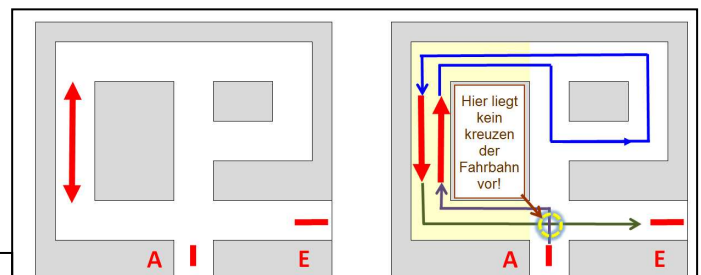 A
E
Hier liegt
kein
kreuzen
der
Fahrbahn
vor!
A
E